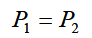 P₁ = P₂